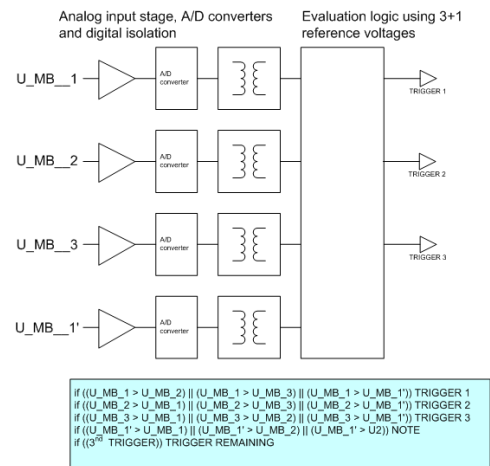 Analog input stage, A/D converters
and digital isolation
Evaluation logic using 3+1
reference voltages
U_MB__1
A/D
converter
TRIGGER 1
U_MB__2
A/D
converter
TRIGGER 2
U_MB__3
A/D
converter
TRIGGER 3
U_MB__1'
A/D
converter
if ((U_MB_1 > U_MB_2) || (U_MB_1 > U_MB_3) || (U_MB_1 > U_MB_1')) TRIGGER 1
if ((U_MB_2 > U_MB_1) || (U_MB_2 > U_MB_3) || (U_MB_2 > U_MB_1')) TRIGGER 2
if ((U_MB_3 > U_MB_1) || (U_MB_3 > U_MB_2) || (U_MB_3 > U_MB_1')) TRIGGER 3
if ((U_MB_1' > U_MB_1) || (U_MB_1' > U_MB_2) || (U_MB_1' > U2)) NOTE
if ((3rd TRIGGER)) TRIGGER REMAINING